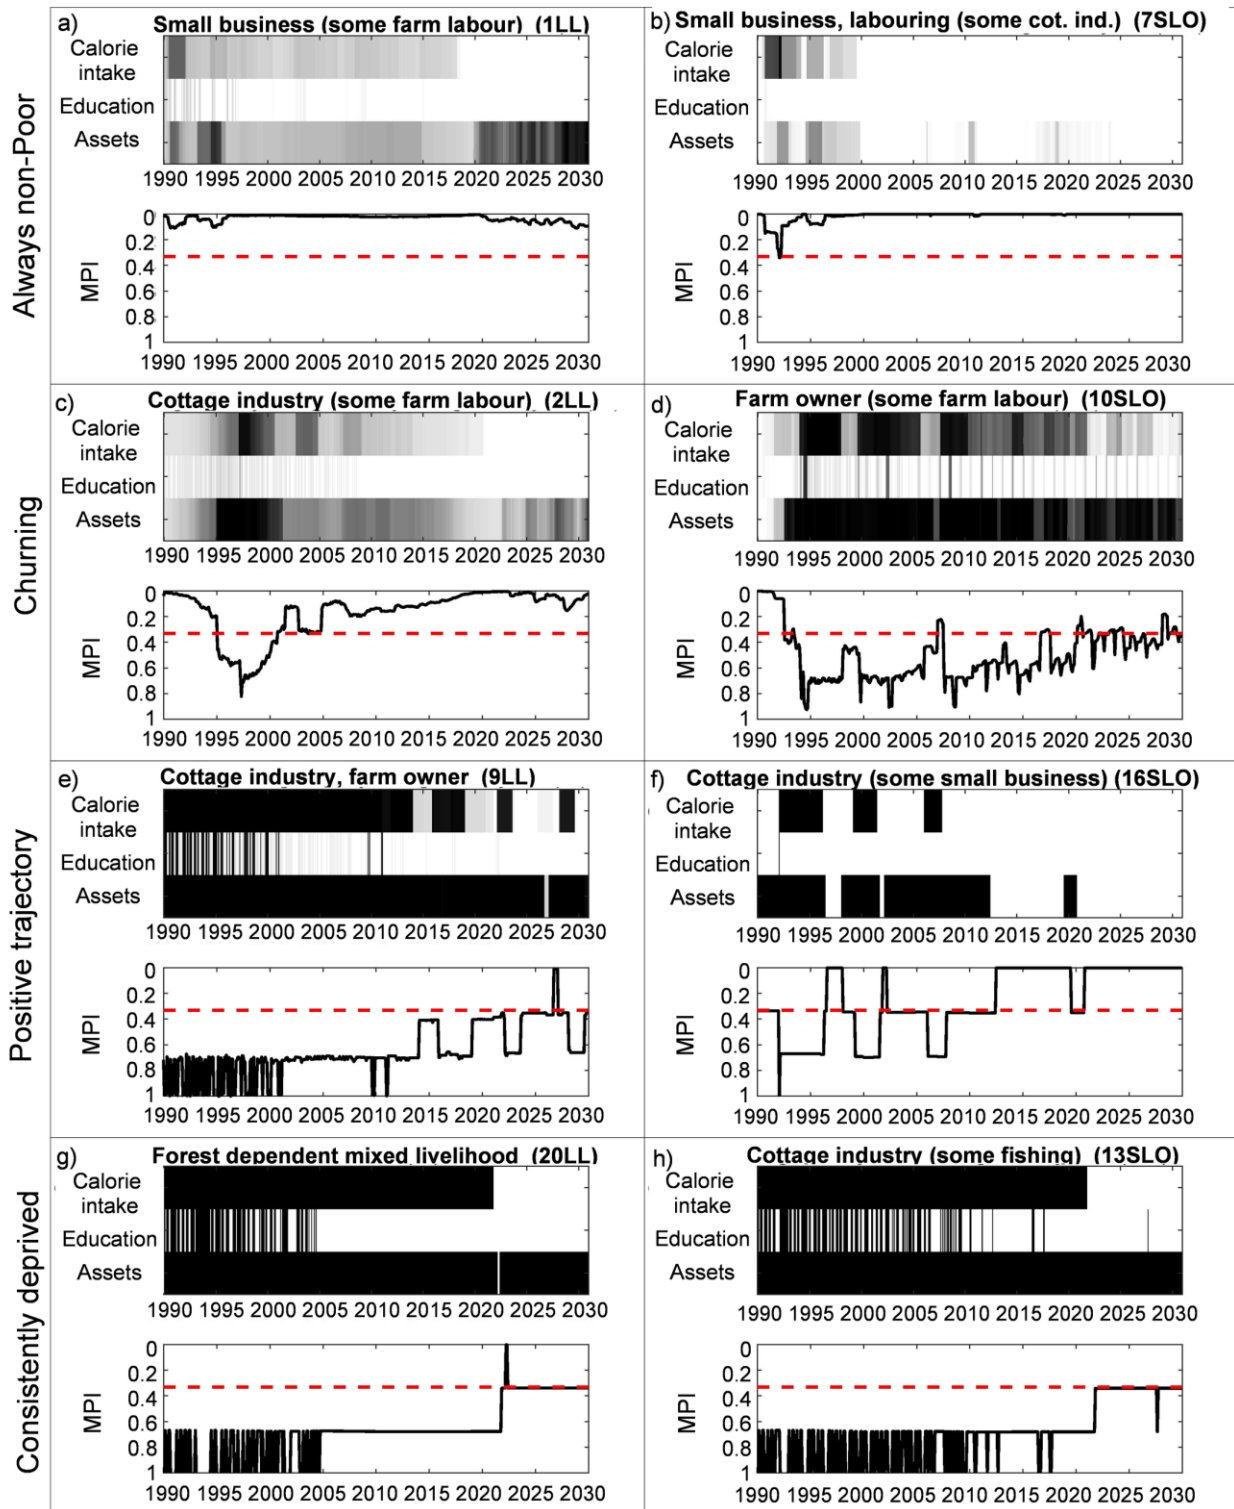 Always non-Poor
a)
Small business (some farm labour) (1LL)
Calorie
intake
Education
Assets
1990 1995 2000 2005 2010 2015 2020 2025 2030
0
0.2
0.4
0.6
0.8
1
MPI
1990 1995 2000 2005 2010 2015 2020 2025 2030
b)
Small business, labouring (some cot. ind.) (7SLO)
Calorie
intake
Education
Assets
1990 1995 2000 2005 2010 2015 2020 2025 2030
0
0.2
0.4
0.6
0.8
1
MPI
1990 1995 2000 2005 2010 2015 2020 2025 2030
Churning
c)
Cottage industry (some farm labour) (2LL)
Calorie
intake
Education
Assets
1990 1995 2000 2005 2010 2015 2020 2025 2030
0
0.2
0.4
0.6
0.8
1
MPI
1990 1995 2000 2005 2010 2015 2020 2025 2030
d)
Farm owner (some farm labour) (10SLO)
Calorie
intake
Education
Assets
1990 1995 2000 2005 2010 2015 2020 2025 2030
0
0.2
0.4
0.6
0.8
1
MPI
1990 1995 2000 2005 2010 2015 2020 2025 2030
Positive trajectory
e)
Cottage industry, farm owner (9LL)
Calorie
intake
Education
Assets
1990 1995 2000 2005 2010 2015 2020 2025 2030
0
0.2
0.4
0.6
0.8
1
MPI
1990 1995 2000 2005 2010 2015 2020 2025 2030
f)
Cottage industry (some small business) (16SLO)
Calorie
intake
Education
Assets
1990 1995 2000 2005 2010 2015 2020 2025 2030
0
0.2
0.4
0.6
0.8
1
MPI
1990 1995 2000 2005 2010 2015 2020 2025 2030
Consistently deprived
g)
Forest dependent mixed livelihood (20LL)
Calorie
intake
Education
Assets
1990 1995 2000 2005 2010 2015 2020 2025 2030
0
0.2
0.4
0.6
0.8
1
MPI
1990 1995 2000 2005 2010 2015 2020 2025 2030
h)
Cottage industry (some fishing) (13SLO)
Calorie
intake
Education
Assets
1990 1995 2000 2005 2010 2015 2020 2025 2030
0
0.2
0.4
0.6
0.8
1
MPI
1990 1995 2000 2005 2010 2015 2020 2025 2030